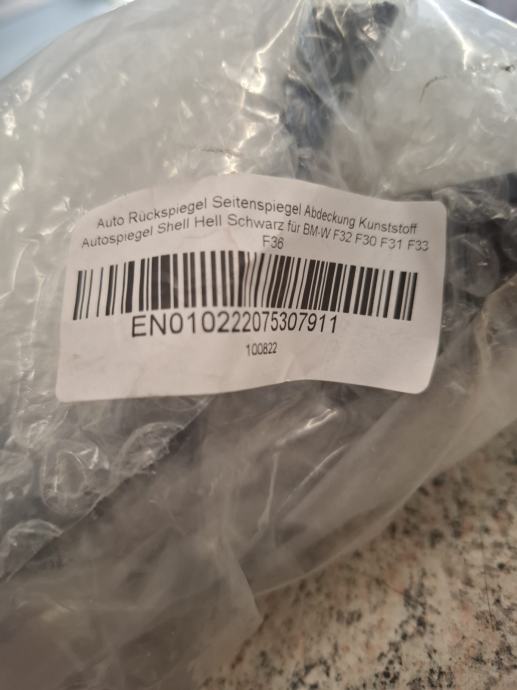 Auto Rückspiegel Seitenspiegel Abdeckung Kunststoff
Autospiegel Shell Hell Schwarz für BM-W F32 F30 F31 F33
F36
EN010222075307911
100822